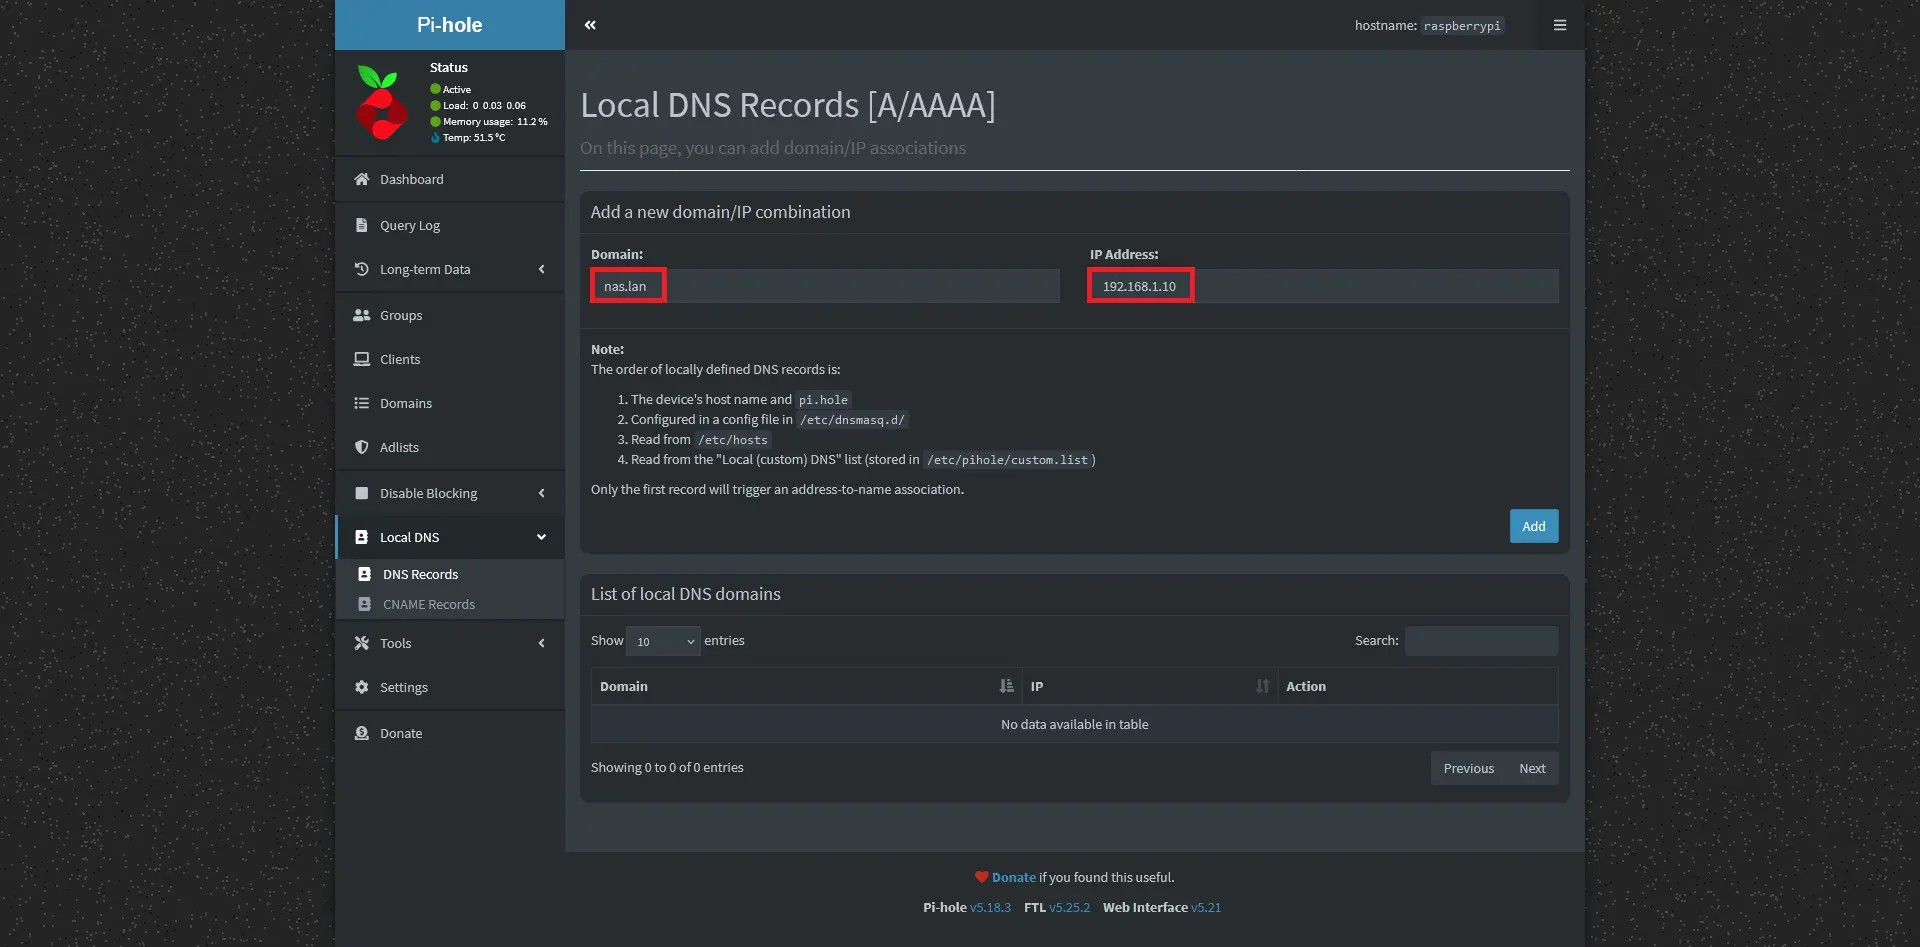 Pi-hole
hostname: raspberrypi
Status
Active
Load: 0 0.03 0.06
Memory usage: 11.2 %
Temp: 51.5 °C
Dashboard
Query Log
Long-term Data
Groups
Clients
Domains
Adlists
Disable Blocking
Local DNS
DNS Records
CNAME Records
Tools
Settings
Donate
Local DNS Records [A/AAAA]
On this page, you can add domain/IP associations
Add a new domain/IP combination
Domain: IP Address:
nas.lan 192.168.1.10
Note:
The order of locally defined DNS records is:
1. The device's host name and pi.hole
2. Configured in a config file in /etc/dnsmasq.d/
3. Read from /etc/hosts
4. Read from the "Local (custom) DNS" list (stored in /etc/pihole/custom.list )
Only the first record will trigger an address-to-name association.
Add
List of local DNS domains
Show 10 entries Search:
Domain IP Action
No data available in table
Showing 0 to 0 of 0 entries
Previous Next
Donate if you found this useful.
Pi-hole v5.18.3 FTL v5.25.2 Web Interface v5.21